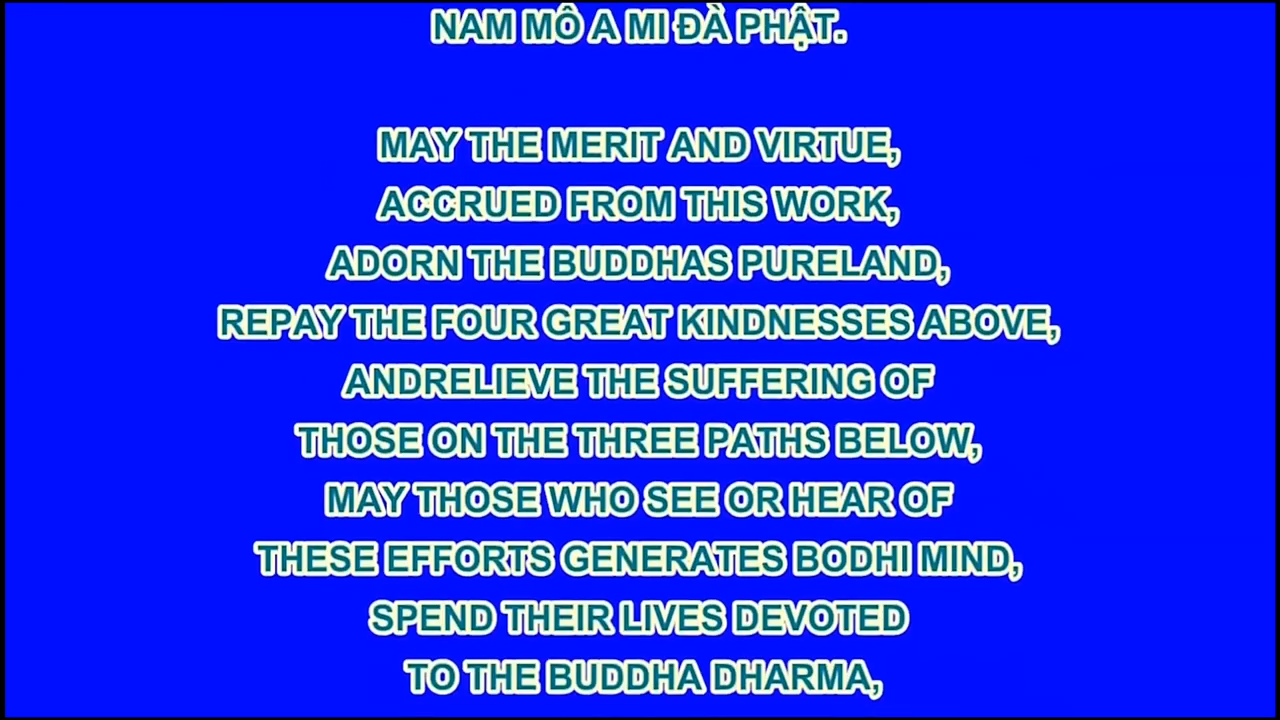 NAM MÔ A MI ĐÀ PHẬT.
MAY THE MERIT AND VIRTUE,
ACCRUED FROM THIS WORK,
ADORN THE BUDDHAS PURELAND,
REPAY THE FOUR GREAT KINDNESSES ABOVE,
ANDRELIEVE THE SUFFERING OF
THOSE ON THE THREE PATHS BELOW,
MAY THOSE WHO SEE OR HEAR OF
THESE EFFORTS GENERATES BODHI MIND,
SPEND THEIR LIVES DEVOTED
TO THE BUDDHA DHARMA,